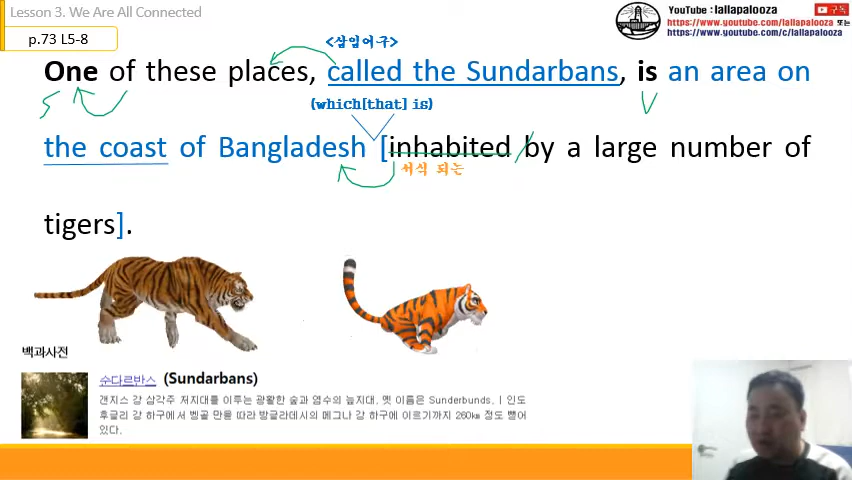 Lesson 3. We Are All Connected
YouTube : lallapalooza 구독
https://www.youtube.com/lallapalooza 또는
https://www.youtube.com/c/lallapalooza
p.73 L5-8
<삽입어구>
One of these places, called the Sundarbans, is an area on
S
(which[that] is)
V
the coast of Bangladesh [inhabited by a large number of
서식 되는
tigers].
백과사전
순다르반스 (Sundarbans)
갠지스 강 삼각주 저지대를 이루는 광활한 숲과 염수의 늪지대. 옛 이름은 Sunderbunds. | 인도
후글리 강 하구에서 벵골 만을 따라 방글라데시의 메그나 강 하구에 이르기까지 260㎞ 정도 뻗어
있다.